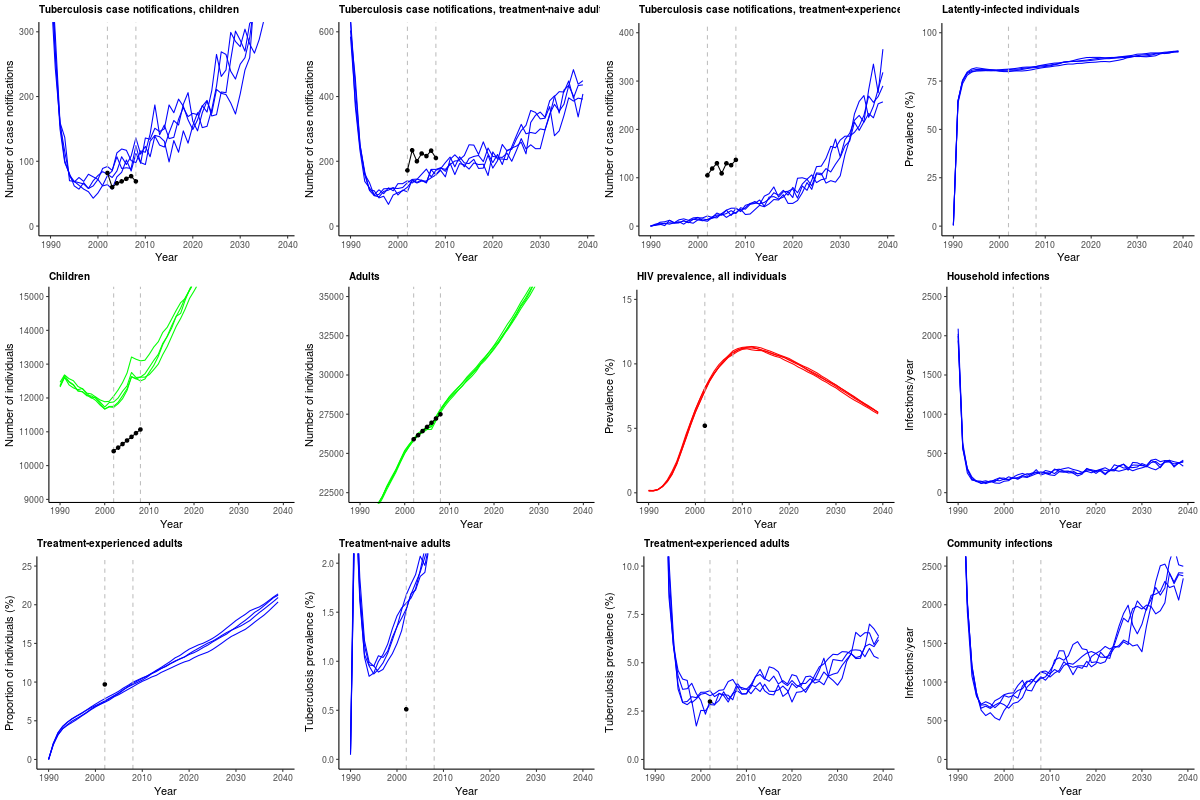 Tuberculosis case notifications, children
Number of case notifications
300
200
100
0
1990 2000 2010 2020 2030 2040
Year
Tuberculosis case notifications, treatment-naive adul
Number of case notifications
600
400
200
0
1990 2000 2010 2020 2030 2040
Year
Tuberculosis case notifications, treatment-experience
Number of case notifications
400
300
200
100
0
1990 2000 2010 2020 2030 2040
Year
Latently-infected individuals
Prevalence (%)
100
75
50
25
0
1990 2000 2010 2020 2030 2040
Year
Children
Number of individuals
15000
14000
13000
12000
11000
10000
9000
1990 2000 2010 2020 2030 2040
Year
Adults
Number of individuals
35000
32500
30000
27500
25000
22500
1990 2000 2010 2020 2030 2040
Year
HIV prevalence, all individuals
Prevalence (%)
15
10
5
0
1990 2000 2010 2020 2030 2040
Year
Household infections
Infections/year
2500
2000
1500
1000
500
0
1990 2000 2010 2020 2030 2040
Year
Treatment-experienced adults
Proportion of individuals (%)
25
20
15
10
5
0
1990 2000 2010 2020 2030 2040
Year
Treatment-naive adults
Tuberculosis prevalence (%)
2.0
1.5
1.0
0.5
0.0
1990 2000 2010 2020 2030 2040
Year
Treatment-experienced adults
Tuberculosis prevalence (%)
10.0
7.5
5.0
2.5
0.0
1990 2000 2010 2020 2030 2040
Year
Community infections
Infections/year
2500
2000
1500
1000
500
0
1990 2000 2010 2020 2030 2040
Year